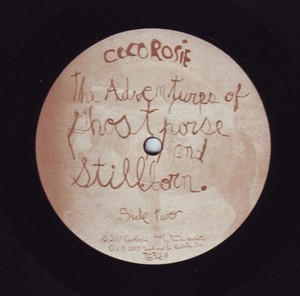 COCOROSIE
The Adventures of
Ghosthorse
and
Stillborn.
Side two